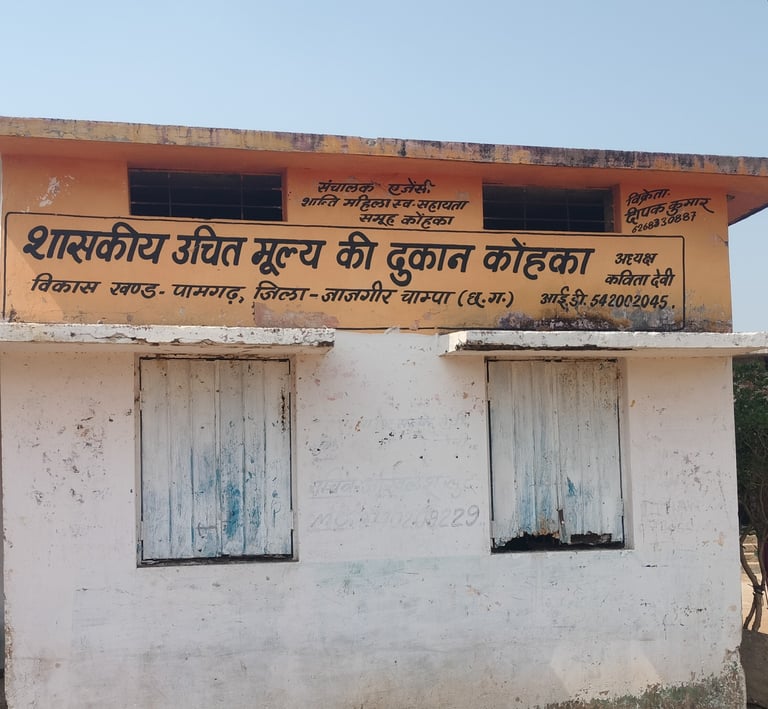 संचालक एजेंसी
शान्ति महिला स्व-सहायता
समूह कोहका
विक्रेता-
दीपक कुमार
शासकीय उचित मूल्य की दुकान कोहका
अध्यक्ष
कविता देवी
विकास खण्ड- पामगढ़, जिला-जाजगीर चाम्पा (छ.ग.)
आई.डी. 542002045.